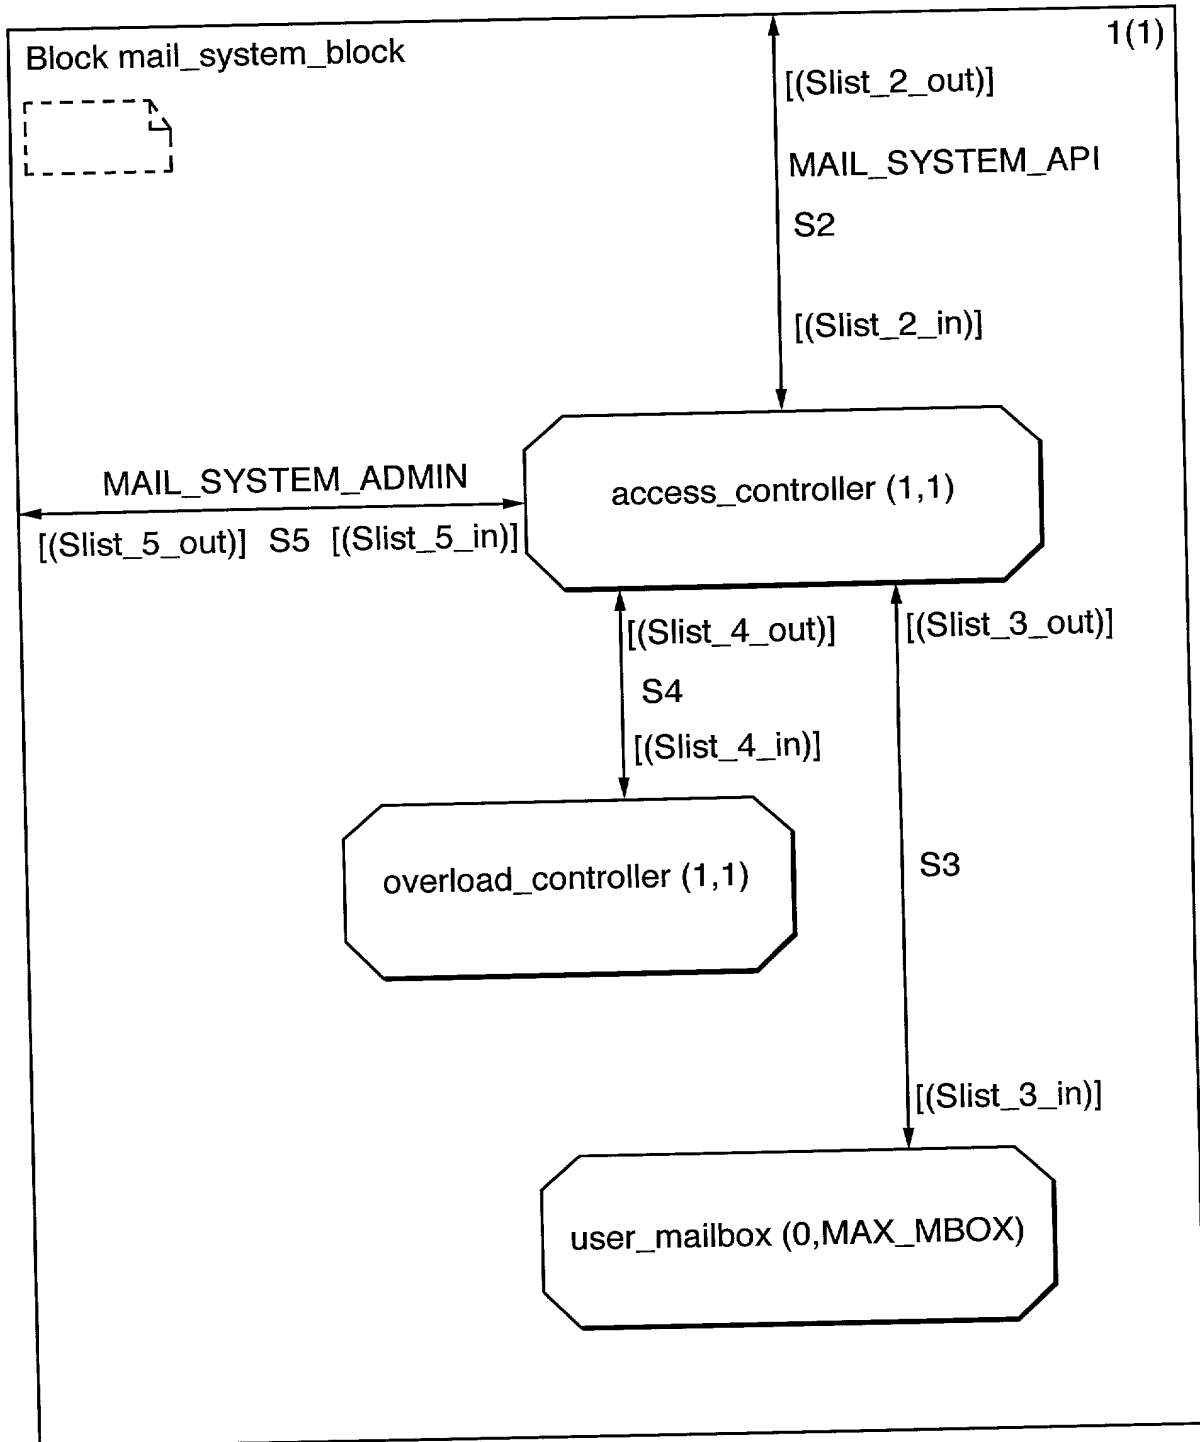 Block mail_system_block
1(1)
[(Slist_2_out)]
MAIL_SYSTEM_API
S2
[(Slist_2_in)]
MAIL_SYSTEM_ADMIN
access_controller (1,1)
[(Slist_5_out)] S5 [(Slist_5_in)]
[(Slist_4_out)]
[(Slist_3_out)]
S4
[(Slist_4_in)]
overload_controller (1,1)
S3
[(Slist_3_in)]
user_mailbox (0,MAX_MBOX)